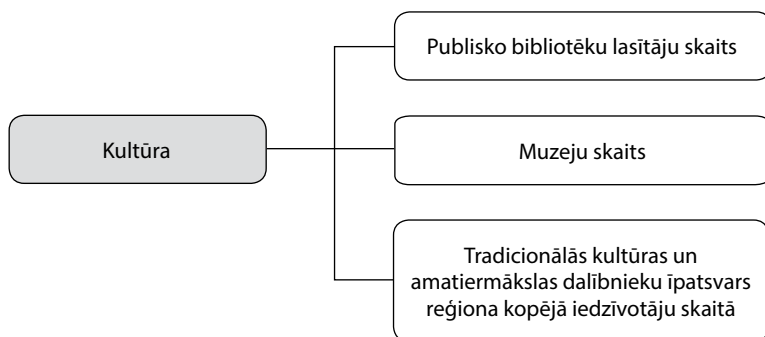 Publisko bibliotēku lasītāju skaits
Kultūra
Muzeju skaits
Tradicionālās kultūras un
amatiermākslas dalībnieku īpatsvars
reģiona kopējā iedzīvotāju skaitā